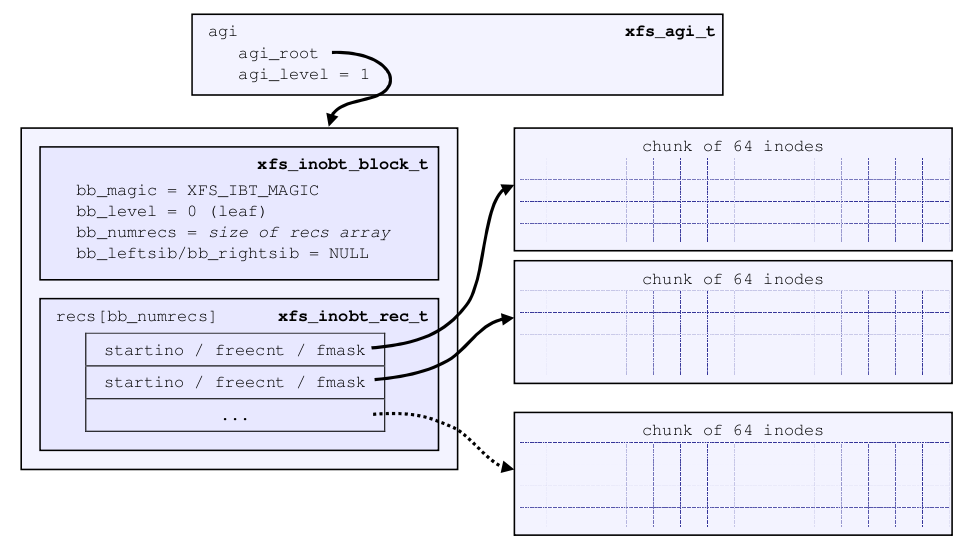 agi xfs_agi_t
agi_root
agi_level = 1
xfs_inobt_block_t
bb_magic = XFS_IBT_MAGIC
bb_level = 0 (leaf)
bb_numrecs = size of recs array
bb_leftsib/bb_rightsib = NULL
recs[bb_numrecs] xfs_inobt_rec_t
startino / freecnt / fmask
startino / freecnt / fmask
...
chunk of 64 inodes
chunk of 64 inodes
chunk of 64 inodes